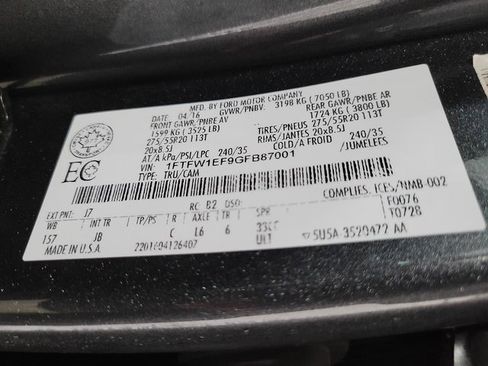 MFD. BY FORD MOTOR COMPANY
DATE: 04/16 GVWR/PNBV: 3198 KG ( 7050 LB)
FRONT GAWR/PNBE AV REAR GAWR/PNBE AR
1599 KG ( 3525 LB) 1724 KG ( 3800 LB)
275/55R20 113T TIRES/PNEUS 275/55R20 113T
20x8.5J RIMS/JANTES 20x8.5J
AT/A kPa/PSI/LPC 240/35 COLD/A FROID 240/35
VIN: 1FTFW1EF9GFB87001 /JUMELEES
TYPE: TRU/CAM
EC
COMPLIES. ICES/NMB-002
EXT PNT: J7 RC: B2 DSO: F0076
WB INT TR TP/PS R AXLE TR SPR T0728
157 JB C L6 6
MADE IN U.S.A. 2201604126407 5U5A 3520472 AA